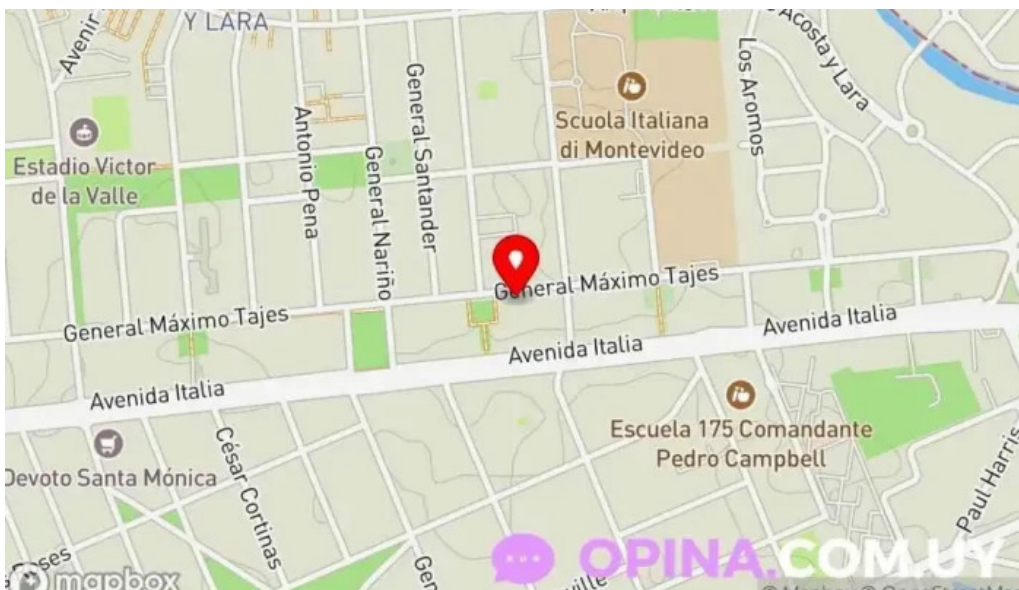 Y LARA
Avenir
Acosta y Lara
Los Aromos
General Santander
Scuola Italiana
di Montevideo
Antonio Pena
General Nariño
Estadio Victor
de la Valle
General Máximo Tajes
General Máximo Tajes
Avenida Italia
Avenida Italia
Avenida Italia
Escuela 175 Comandante
Pedro Campbell
Devoto Santa Mónica
César Cortinas
Paul Harris
Gen
OPINA.COM.UY
mapbox